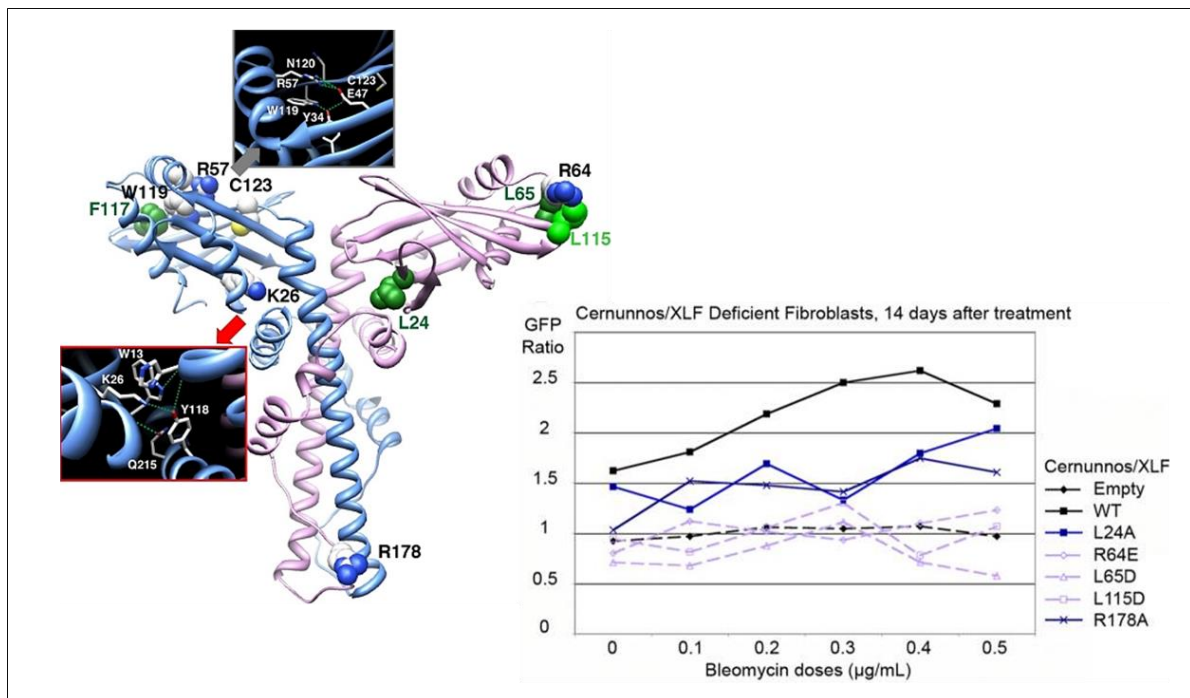 N120
R57
C123
E47
W119
Y34
R57
C123
W119
F117
R64
L65
L115
K26
L24
W13
K26
Y118
Q215
R178
Cernunnos/XLF Deficient Fibroblasts, 14 days after treatment
GFP
Ratio
2.5
2
1.5
1
0.5
0
0 0.1 0.2 0.3 0.4 0.5
Bleomycin doses (µg/mL)
Cernunnos/XLF
Empty
WT
L24A
R64E
L65D
L115D
R178A